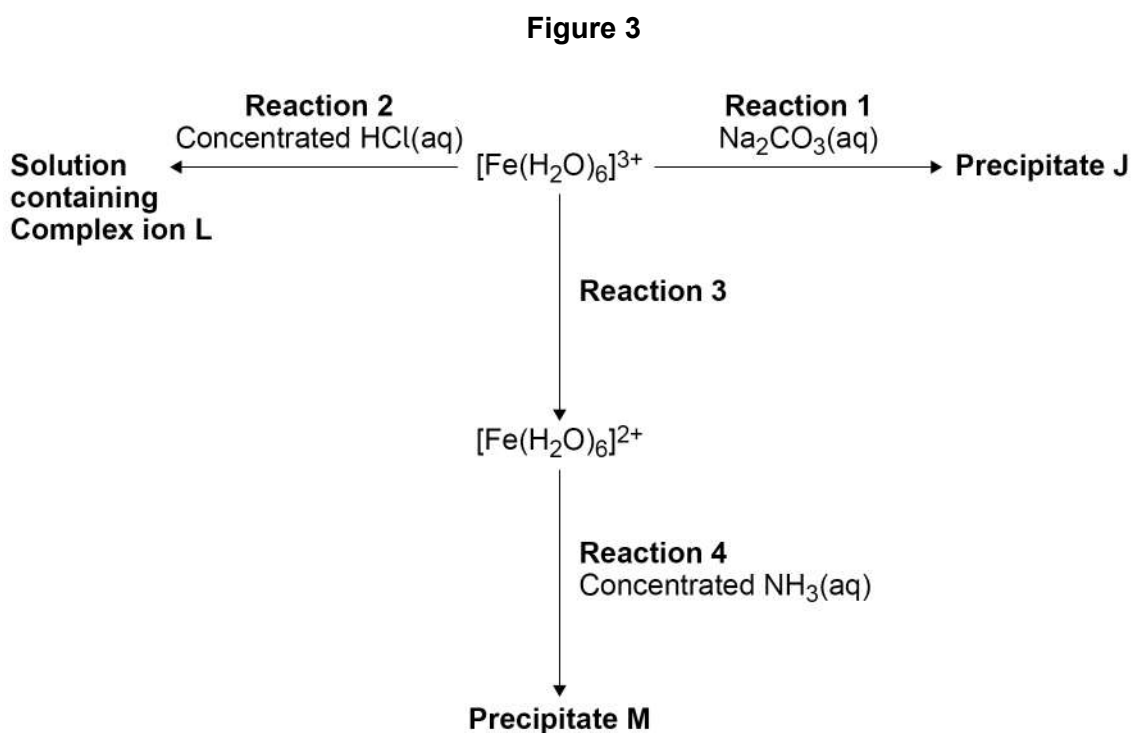 Figure 3
Reaction 2
Concentrated HCl(aq)
Reaction 1
Na₂CO₃(aq)
Solution
containing
Complex ion L
[Fe(H₂O)₆]³⁺
Precipitate J
Reaction 3
[Fe(H₂O)₆]²⁺
Reaction 4
Concentrated NH₃(aq)
Precipitate M